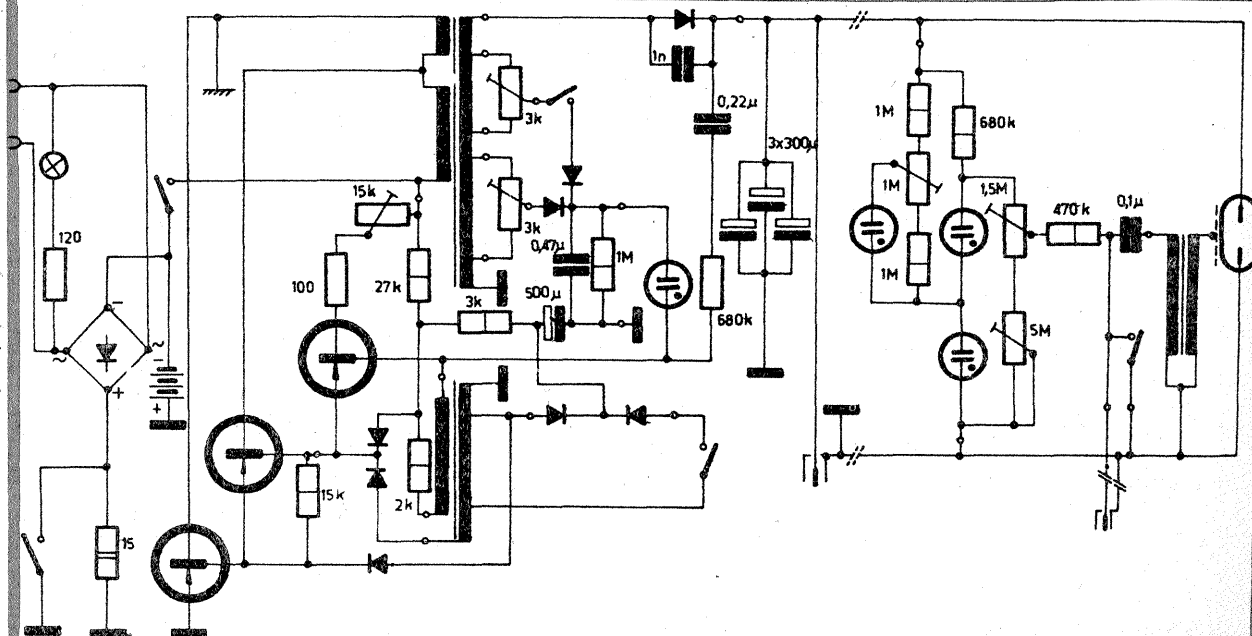 1n
3k
0,22µ
1M
680k
3x300µ
15k
1M
1,5M
470k
0,1µ
3k
120
0,47µ
1M
1M
100
27k
3k
500µ
680k
5M
~
−
~
−
+
+
15k
2k
15